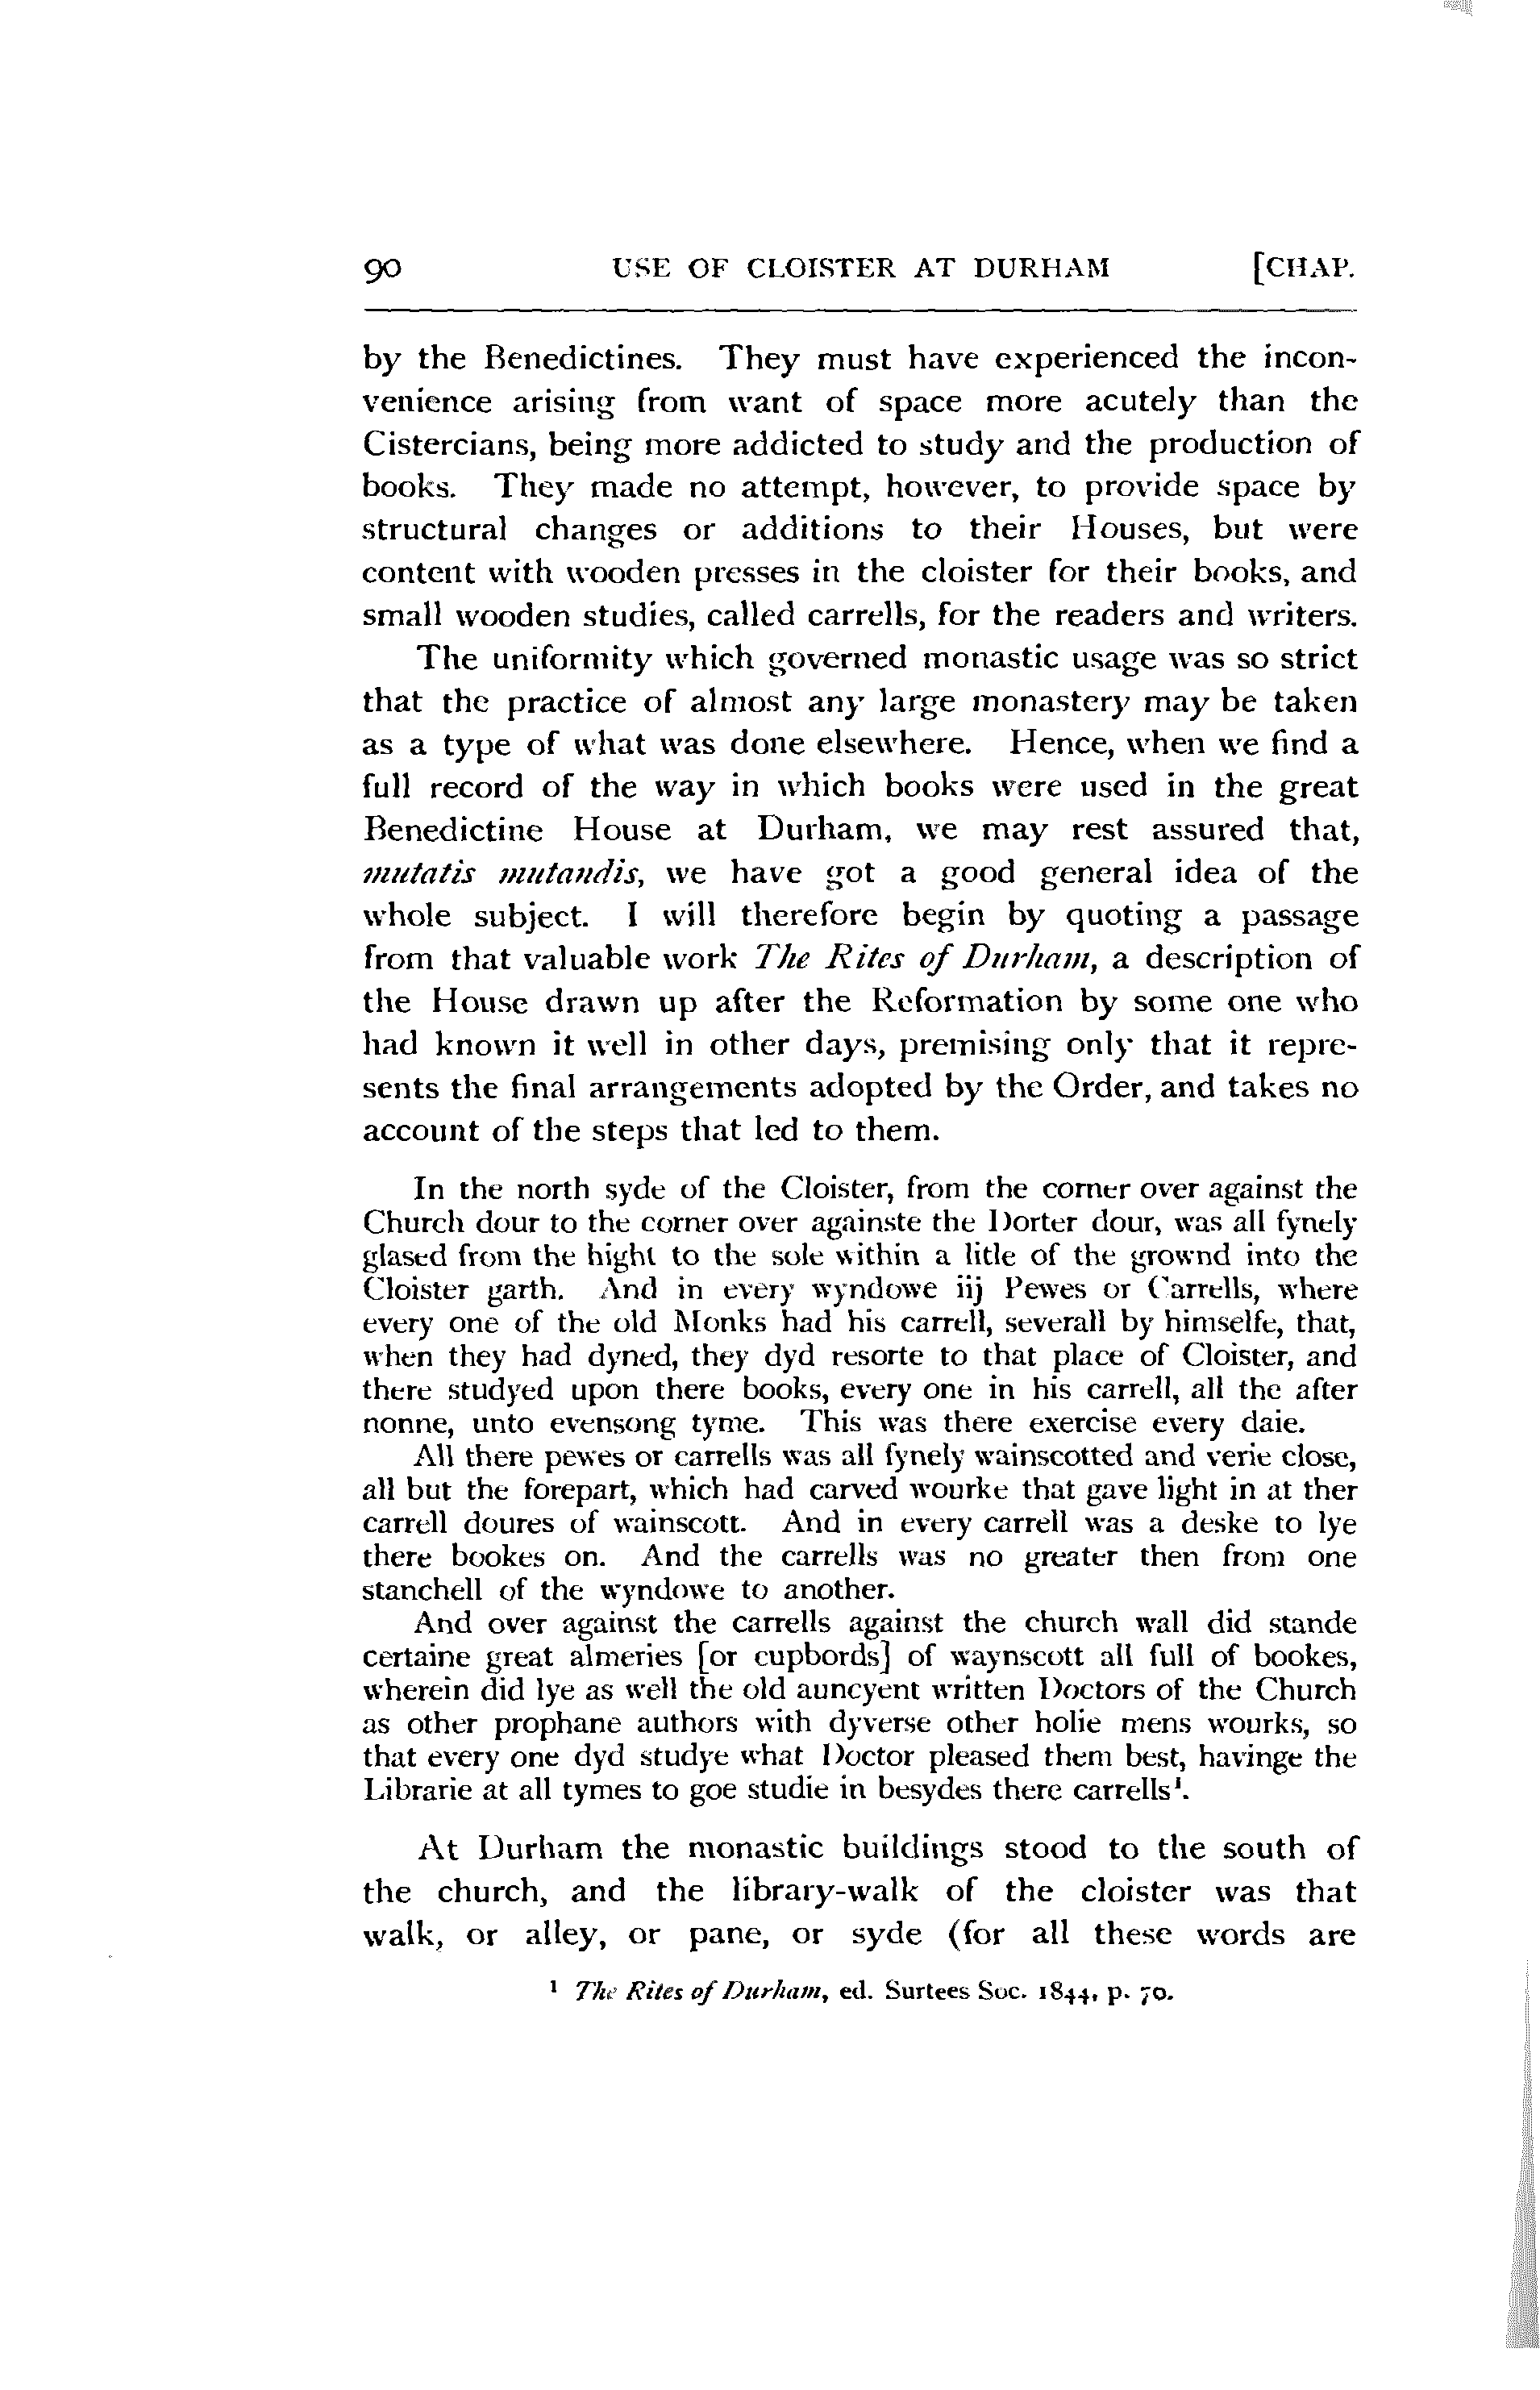 90 USE OF CLOISTER AT DURHAM [CHAP.
by the Benedictines. They must have experienced the incon-
venience arising from want of space more acutely than the
Cistercians, being more addicted to study and the production of
books. They made no attempt, however, to provide space by
structural changes or additions to their Houses, but were
content with wooden presses in the cloister for their books, and
small wooden studies, called carrells, for the readers and writers.
The uniformity which governed monastic usage was so strict
that the practice of almost any large monastery may be taken
as a type of what was done elsewhere. Hence, when we find a
full record of the way in which books were used in the great
Benedictine House at Durham, we may rest assured that,
mutatis mutandis, we have got a good general idea of the
whole subject. I will therefore begin by quoting a passage
from that valuable work The Rites of Durham, a description of
the House drawn up after the Reformation by some one who
had known it well in other days, premising only that it repre-
sents the final arrangements adopted by the Order, and takes no
account of the steps that led to them.
In the north syde of the Cloister, from the corner over against the
Church dour to the corner over againste the Dorter dour, was all fynely
glased from the hight to the sole within a litle of the grownd into the
Cloister garth. And in every wyndowe iij Pewes or Carrells, where
every one of the old Monks had his carrell, severall by himselfe, that,
when they had dyned, they dyd resorte to that place of Cloister, and
there studyed upon there books, every one in his carrell, all the after
nonne, unto evensong tyme. This was there exercise every daie.
All there pewes or carrells was all fynely wainscotted and verie close,
all but the forepart, which had carved wourke that gave light in at ther
carrell doures of wainscott. And in every carrell was a deske to lye
there bookes on. And the carrells was no greater then from one
stanchell of the wyndowe to another.
And over against the carrells against the church wall did stande
certaine great almeries [or cupbords] of waynscott all full of bookes,
wherein did lye as well the old auncyent written Doctors of the Church
as other prophane authors with dyverse other holie mens wourks, so
that every one dyd studye what Doctor pleased them best, havinge the
Librarie at all tymes to goe studie in besydes there carrells¹.
At Durham the monastic buildings stood to the south of
the church, and the library-walk of the cloister was that
walk, or alley, or pane, or syde (for all these words are
¹ The Rites of Durham, ed. Surtees Soc. 1844, p. 70.